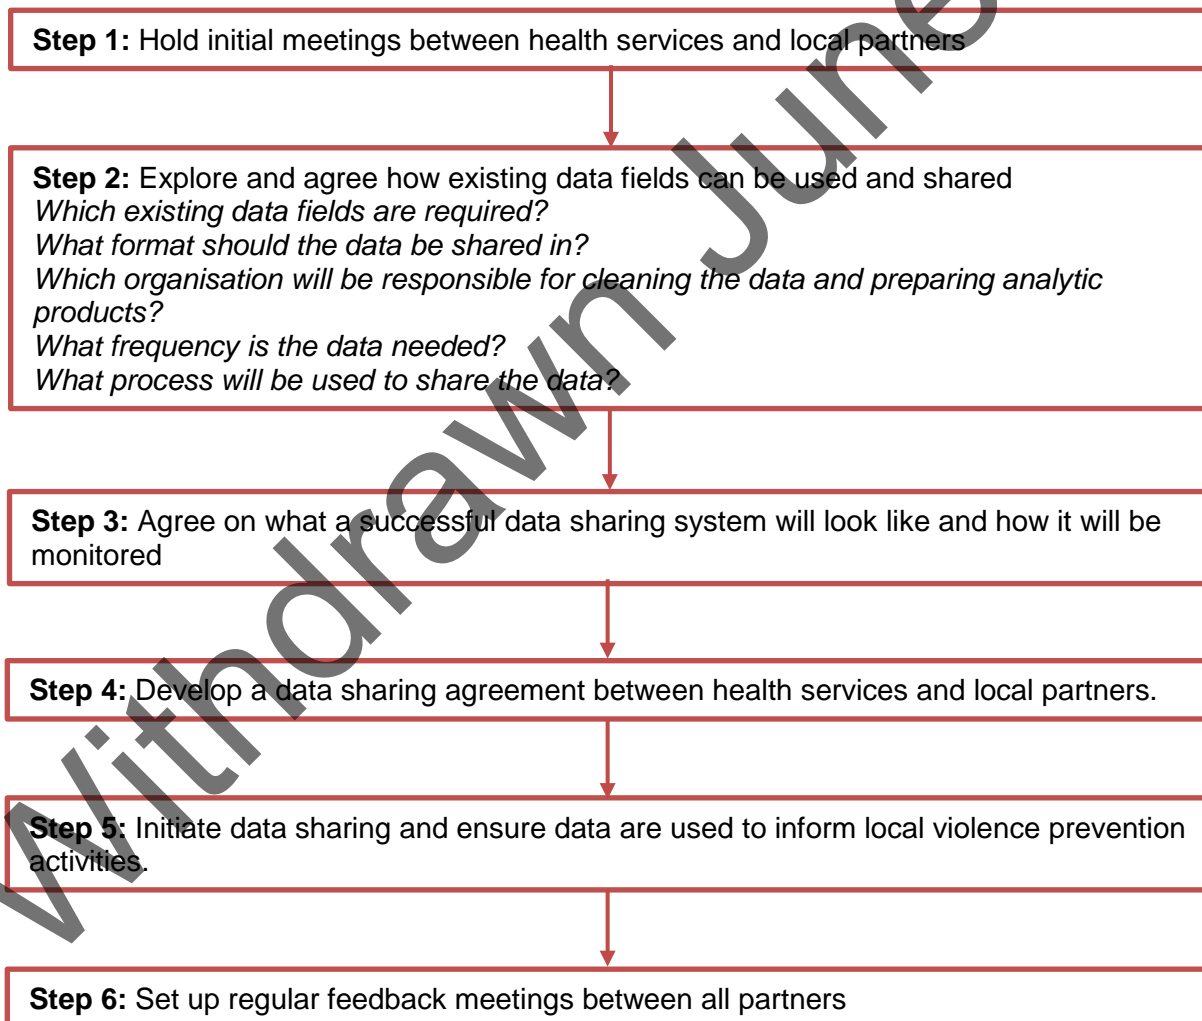 Step 1: Hold initial meetings between health services and local partners
Step 2: Explore and agree how existing data fields can be used and shared
Which existing data fields are required?
What format should the data be shared in?
Which organisation will be responsible for cleaning the data and preparing analytic
products?
What frequency is the data needed?
What process will be used to share the data?
Step 3: Agree on what a successful data sharing system will look like and how it will be
monitored
Step 4: Develop a data sharing agreement between health services and local partners.
Step 5: Initiate data sharing and ensure data are used to inform local violence prevention
activities.
Step 6: Set up regular feedback meetings between all partners
Withdrawn June